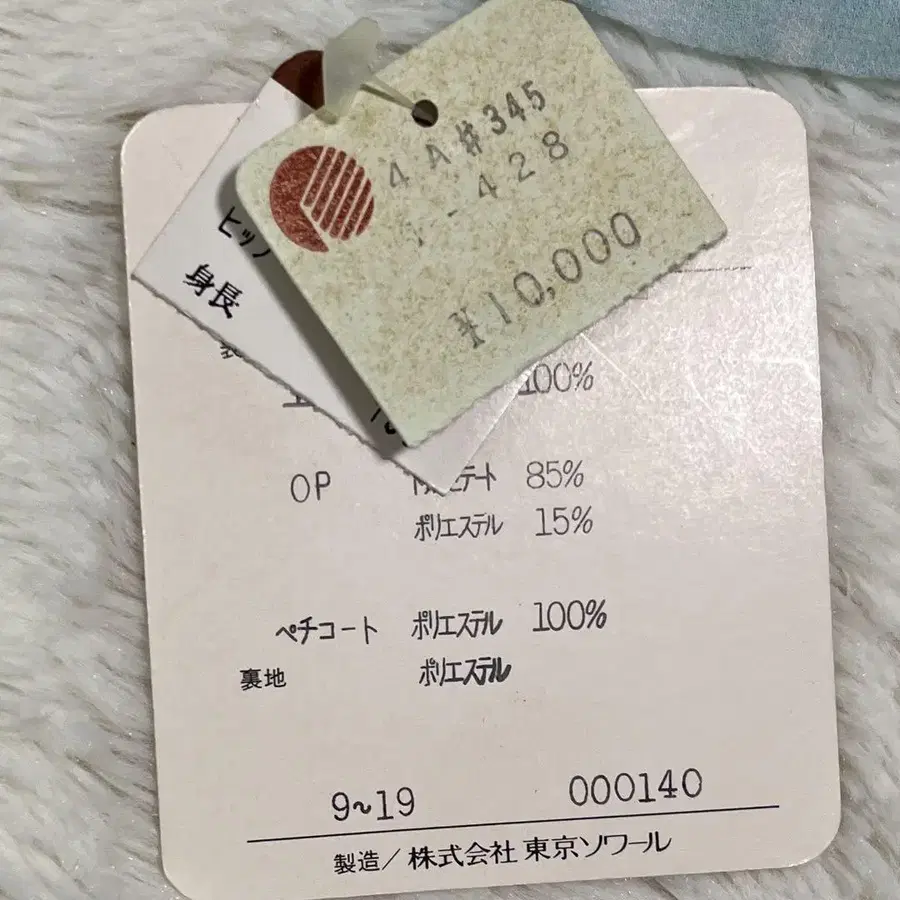 4A#345
-428
¥10,000
ヒップ
身長
100%
OP 85%
ポリエステル 15%
ペチコート ポリエステル 100%
裏地 ポリエステル
9~19 000140
製造/株式会社 東京ソワール